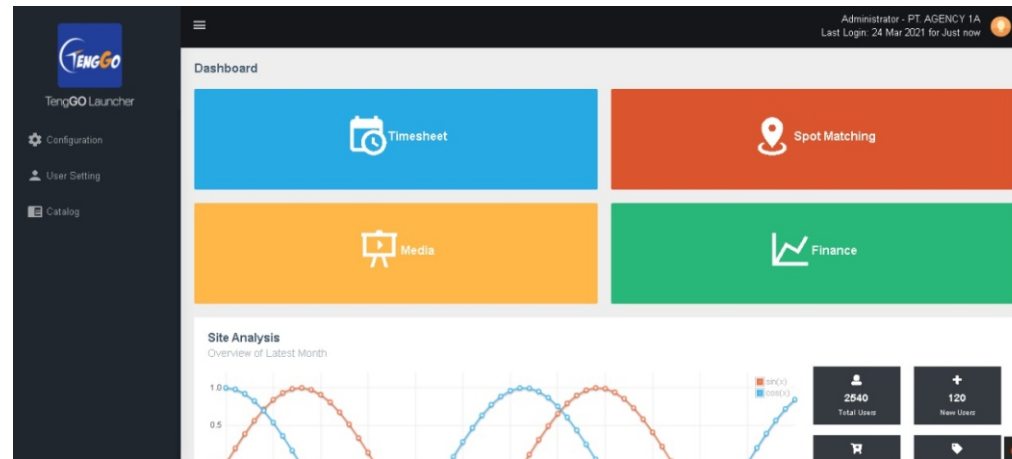 TENGGO
TengGO Launcher
Configuration
User Setting
Catalog
Administrator - PT. AGENCY 1A
Last Login: 24 Mar 2021 for Just now
Dashboard
Timesheet
Spot Matching
Media
Finance
Site Analysis
Overview of Latest Month
1.0
0.5
sin(x)
cos(x)
2540
Total Users
120
New Users